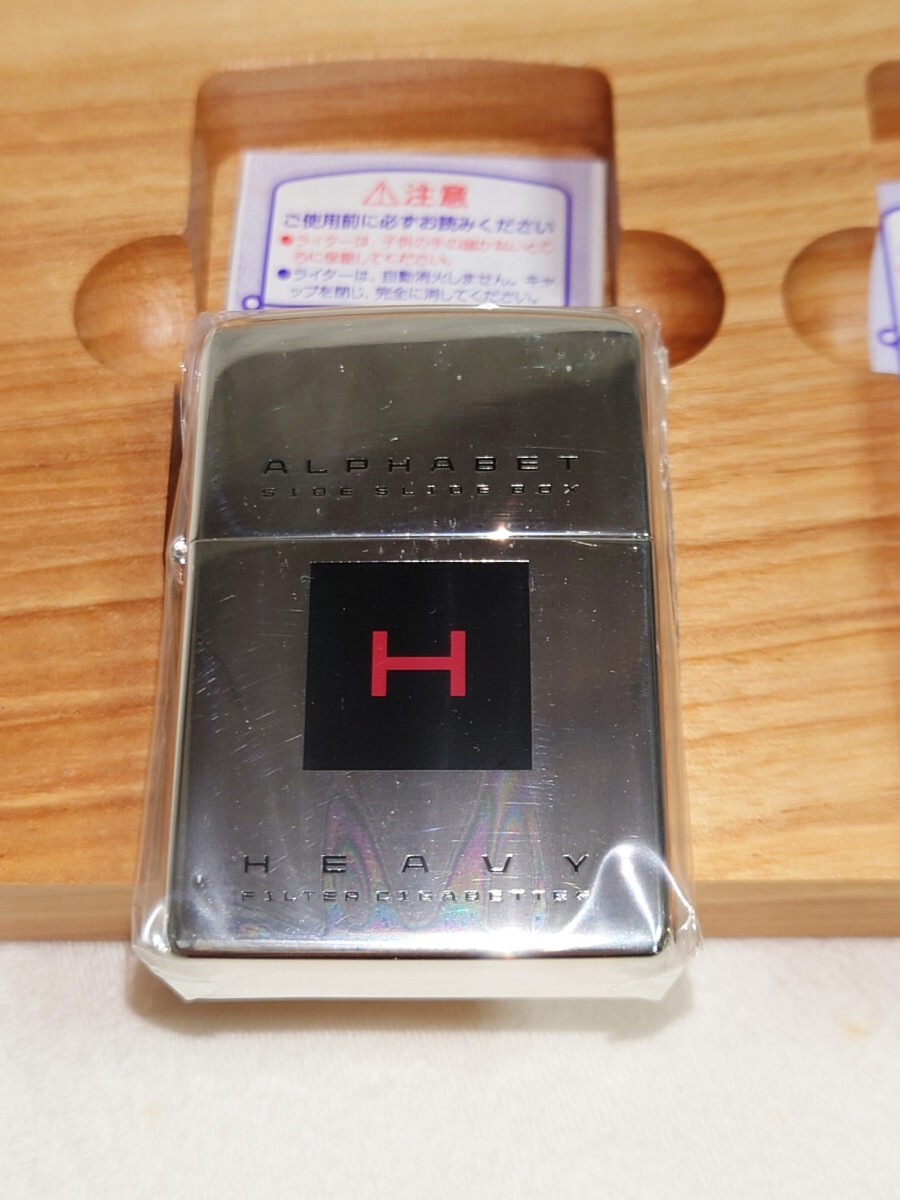 ⚠注意
ご使用前に必ずお読みください
●ライターは、子供の手の届かないところに保管してください。
●ライターは、自動消火しません。キャ
ップを閉じ、完全に消してください。
ALPHABET
SIDE SLIDE BOX
H
HEAVY
FILTER CIGARETTES